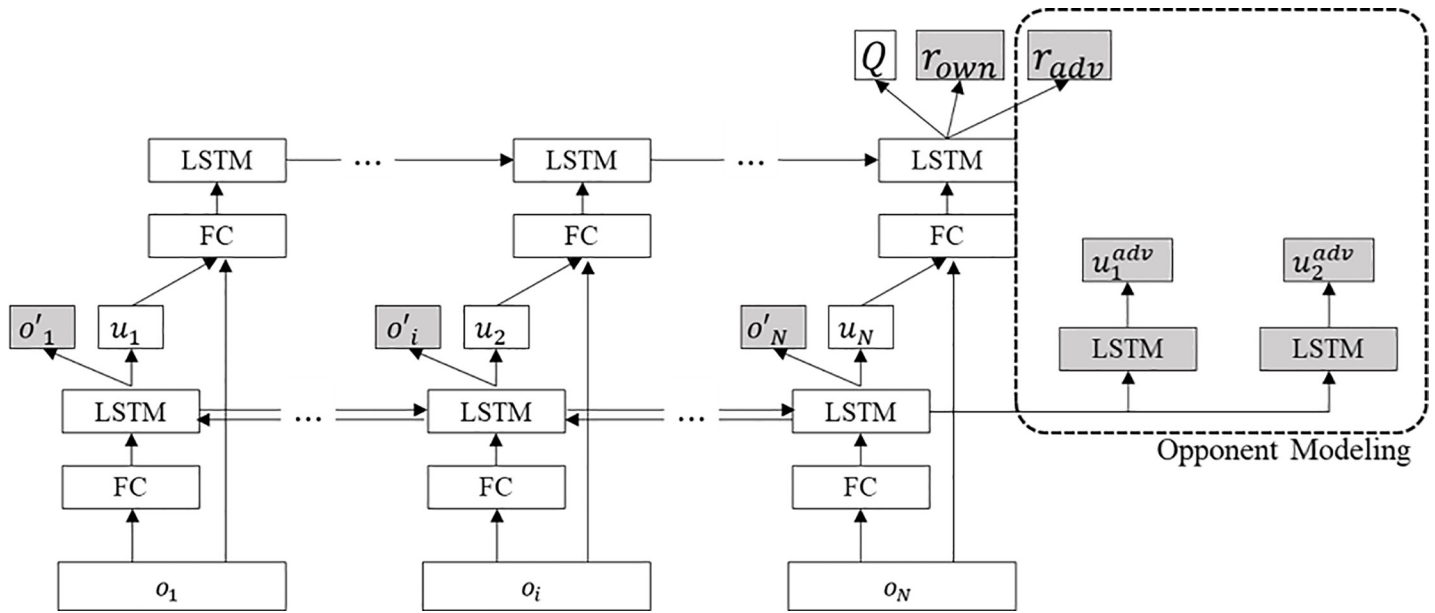 Q r_own r_adv
LSTM ... LSTM ... LSTM
FC FC FC
u_1^adv u_2^adv
o'_1 u_1 o'_i u_2 o'_N u_N
LSTM LSTM
LSTM ... LSTM ... LSTM
Opponent Modeling
FC FC FC
o_1 o_i o_N